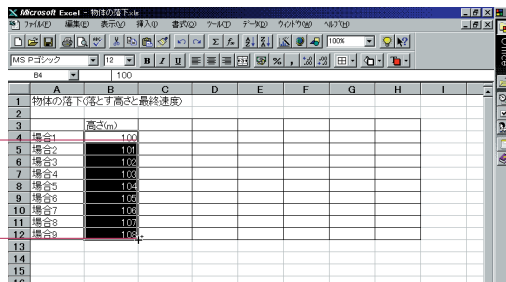 Microsoft Excel - 物体の落下.xls
ファイル(F) 編集(E) 表示(V) 挿入(I) 書式(O) ツール(T) データ(D) ウィンドウ(W) ヘルプ(H)
100%
MS Pゴシック 12 B I U %
B4 100
A B C D E F G H I
1 物体の落下(落とす高さと最終速度)
2
3 高さ(m)
4 場合1 100
5 場合2 101
6 場合3 102
7 場合4 103
8 場合5 104
9 場合6 105
10 場合7 106
11 場合8 107
12 場合9 108
13
14
15
Office